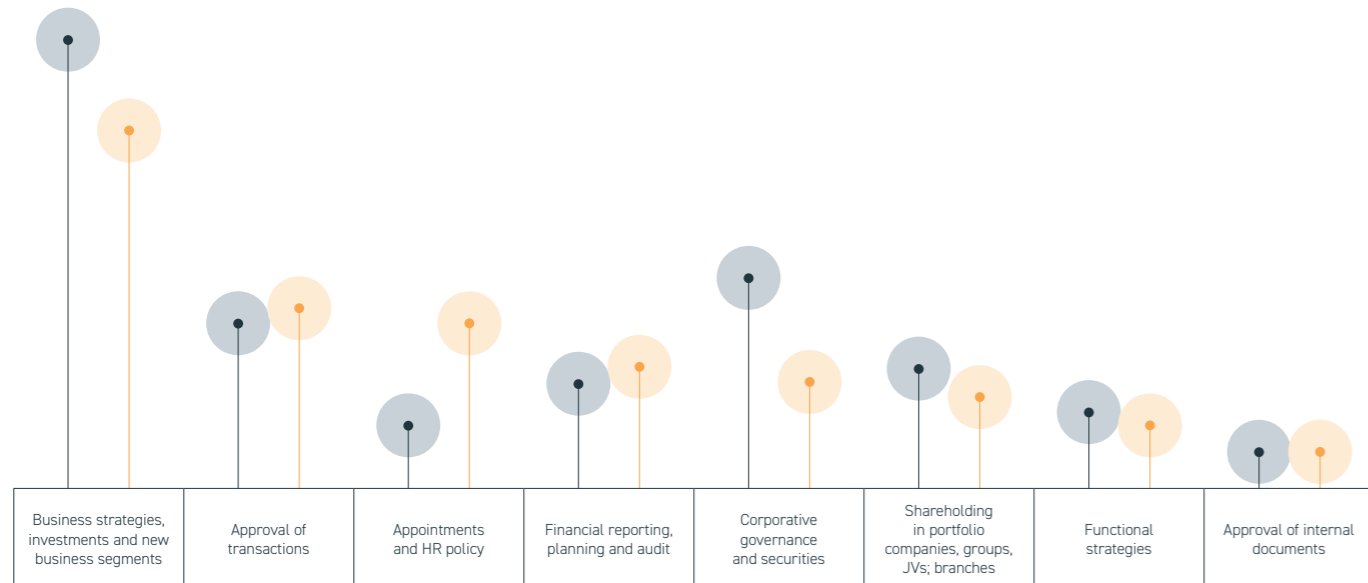 Business strategies,
investments and new
business segments
Approval of
transactions
Appointments
and HR policy
Financial reporting,
planning and audit
Corporative
governance
and securities
Shareholding
in portfolio
companies, groups,
JVs; branches
Functional
strategies
Approval of internal
documents